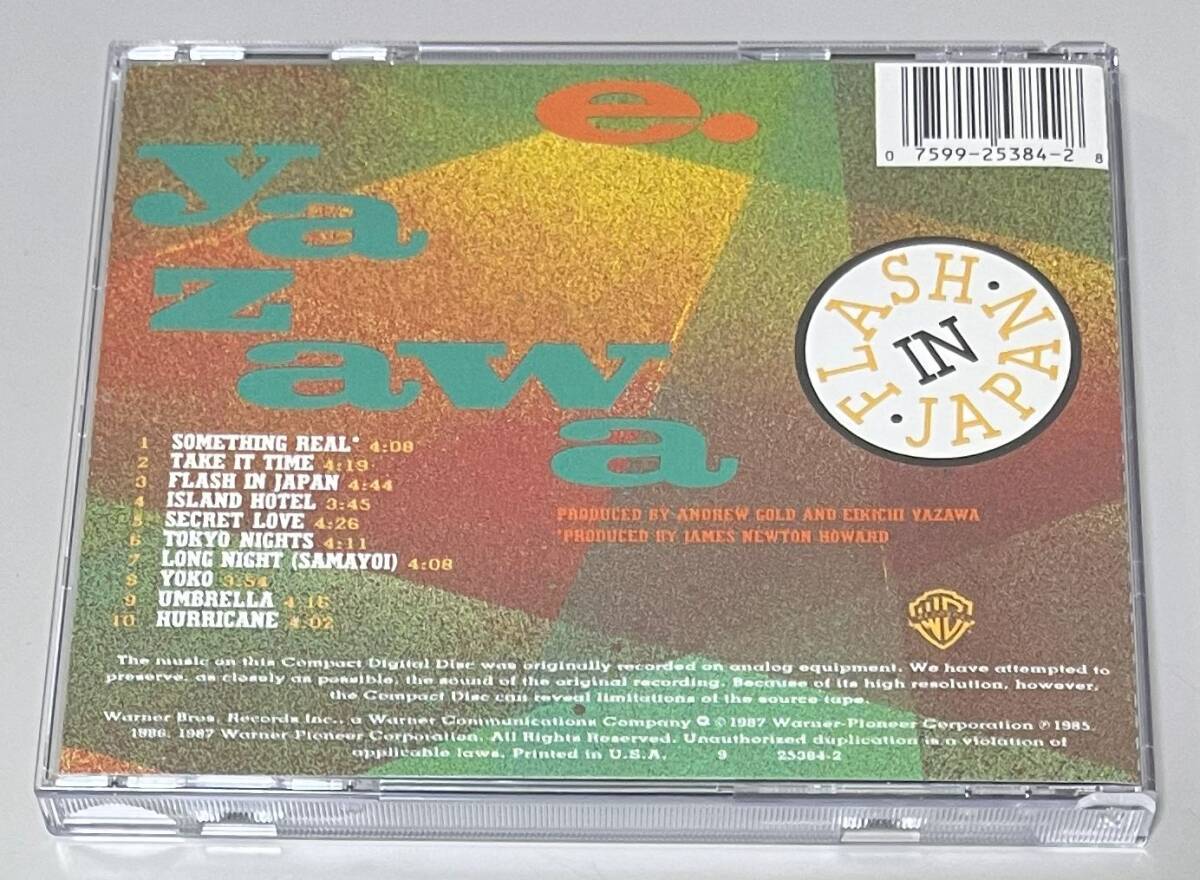 e.
ya
z
awa
a
0 7599-25384-2 8
FLASH · IN · JAPAN
1 SOMETHING REAL* 4:08
2 TAKE IT TIME 4:19
3 FLASH IN JAPAN 4:44
4 ISLAND HOTEL 3:45
5 SECRET LOVE 4:26
6 TOKYO NIGHTS 4:11
7 LONG NIGHT (SAMAYOI) 4:08
8 YOKO 3:54
9 UMBRELLA 4:15
10 HURRICANE 4:02
PRODUCED BY ANDREW GOLD AND EIKICHI YAZAWA
*PRODUCED BY JAMES NEWTON HOWARD
The music on this Compact Digital Disc was originally recorded on analog equipment. We have attempted to
preserve, as closely as possible, the sound of the original recording. Because of its high resolution, however,
the Compact Disc can reveal limitations of the source tape.
Warner Bros. Records Inc., a Warner Communications Company © 1987 Warner-Pioneer Corporation ℗ 1985,
1986, 1987 Warner Pioneer Corporation. All Rights Reserved. Unauthorized duplication is a violation of
applicable laws. Printed in U.S.A. 9 25384-2